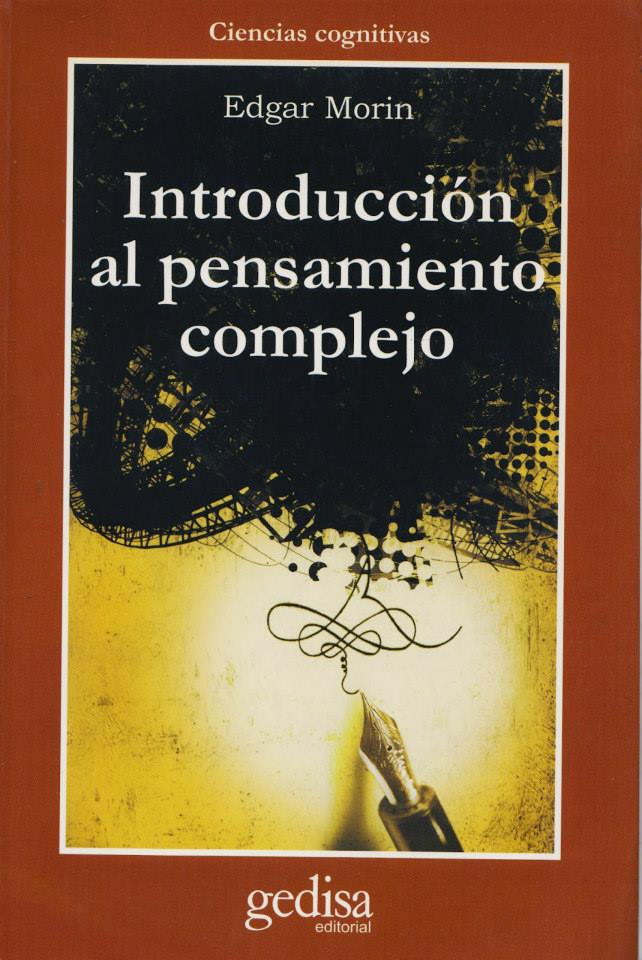 Ciencias cognitivas
Edgar Morin
Introducción
al pensamiento
complejo
gedisa
editorial